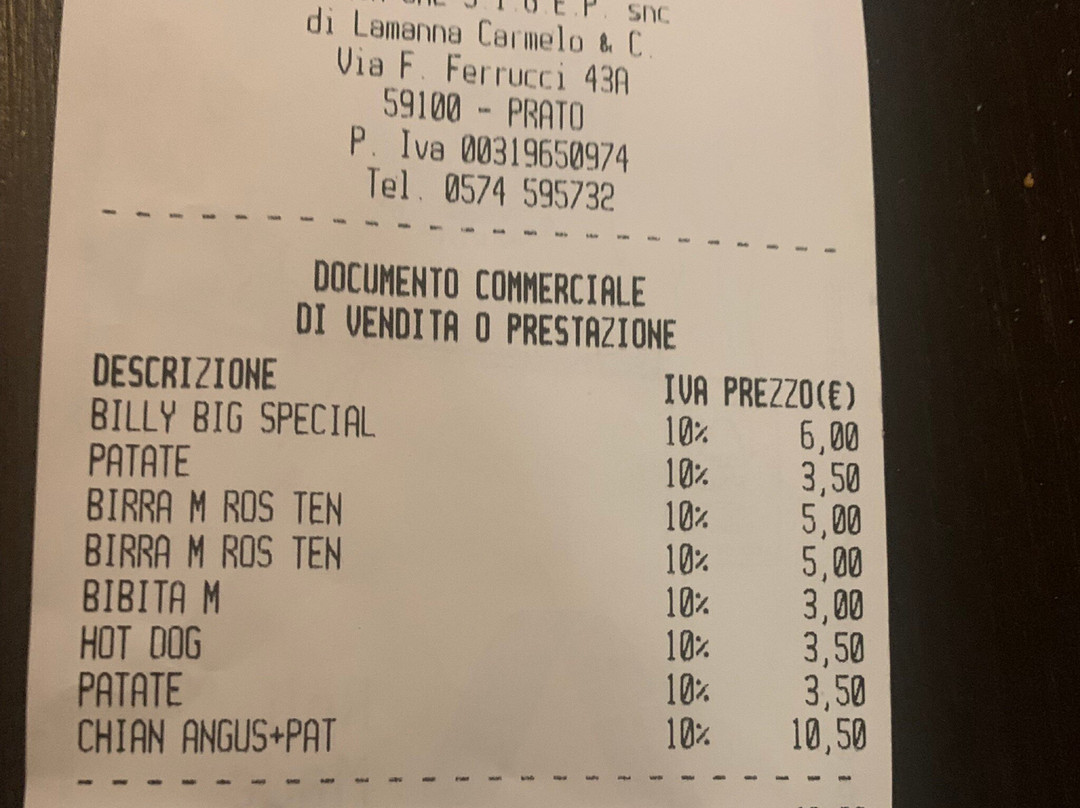 snc
di Lamanna Carmelo & C.
Via F. Ferrucci 43A
59100 - PRATO
P. Iva 00319650974
Tel. 0574 595732
DOCUMENTO COMMERCIALE
DI VENDITA O PRESTAZIONE
DESCRIZIONE IVA PREZZO(€)
BILLY BIG SPECIAL 10% 6,00
PATATE 10% 3,50
BIRRA M ROS TEN 10% 5,00
BIRRA M ROS TEN 10% 5,00
BIBITA M 10% 3,00
HOT DOG 10% 3,50
PATATE 10% 3,50
CHIAN ANGUS+PAT 10% 10,50